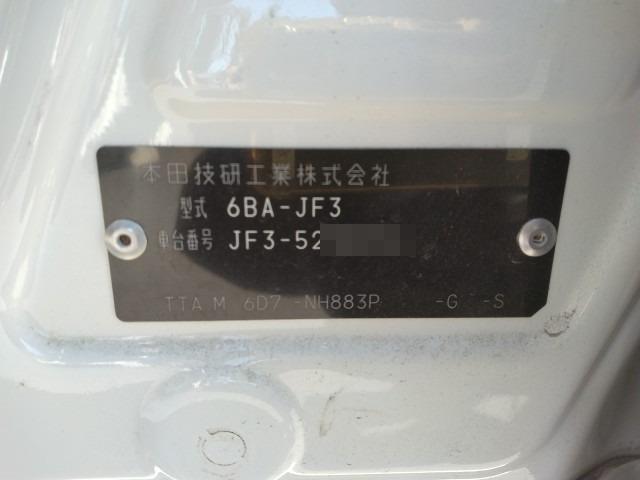 本田技研工業株式会社
型式 6BA-JF3
車台番号 JF3-52
TTA M 6D7 -NH883P -G -S